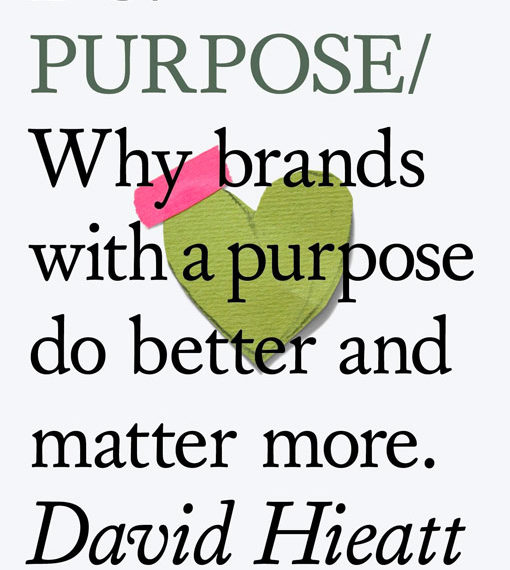 PURPOSE/
Why brands
with a purpose
do better and
matter more.
David Hieatt